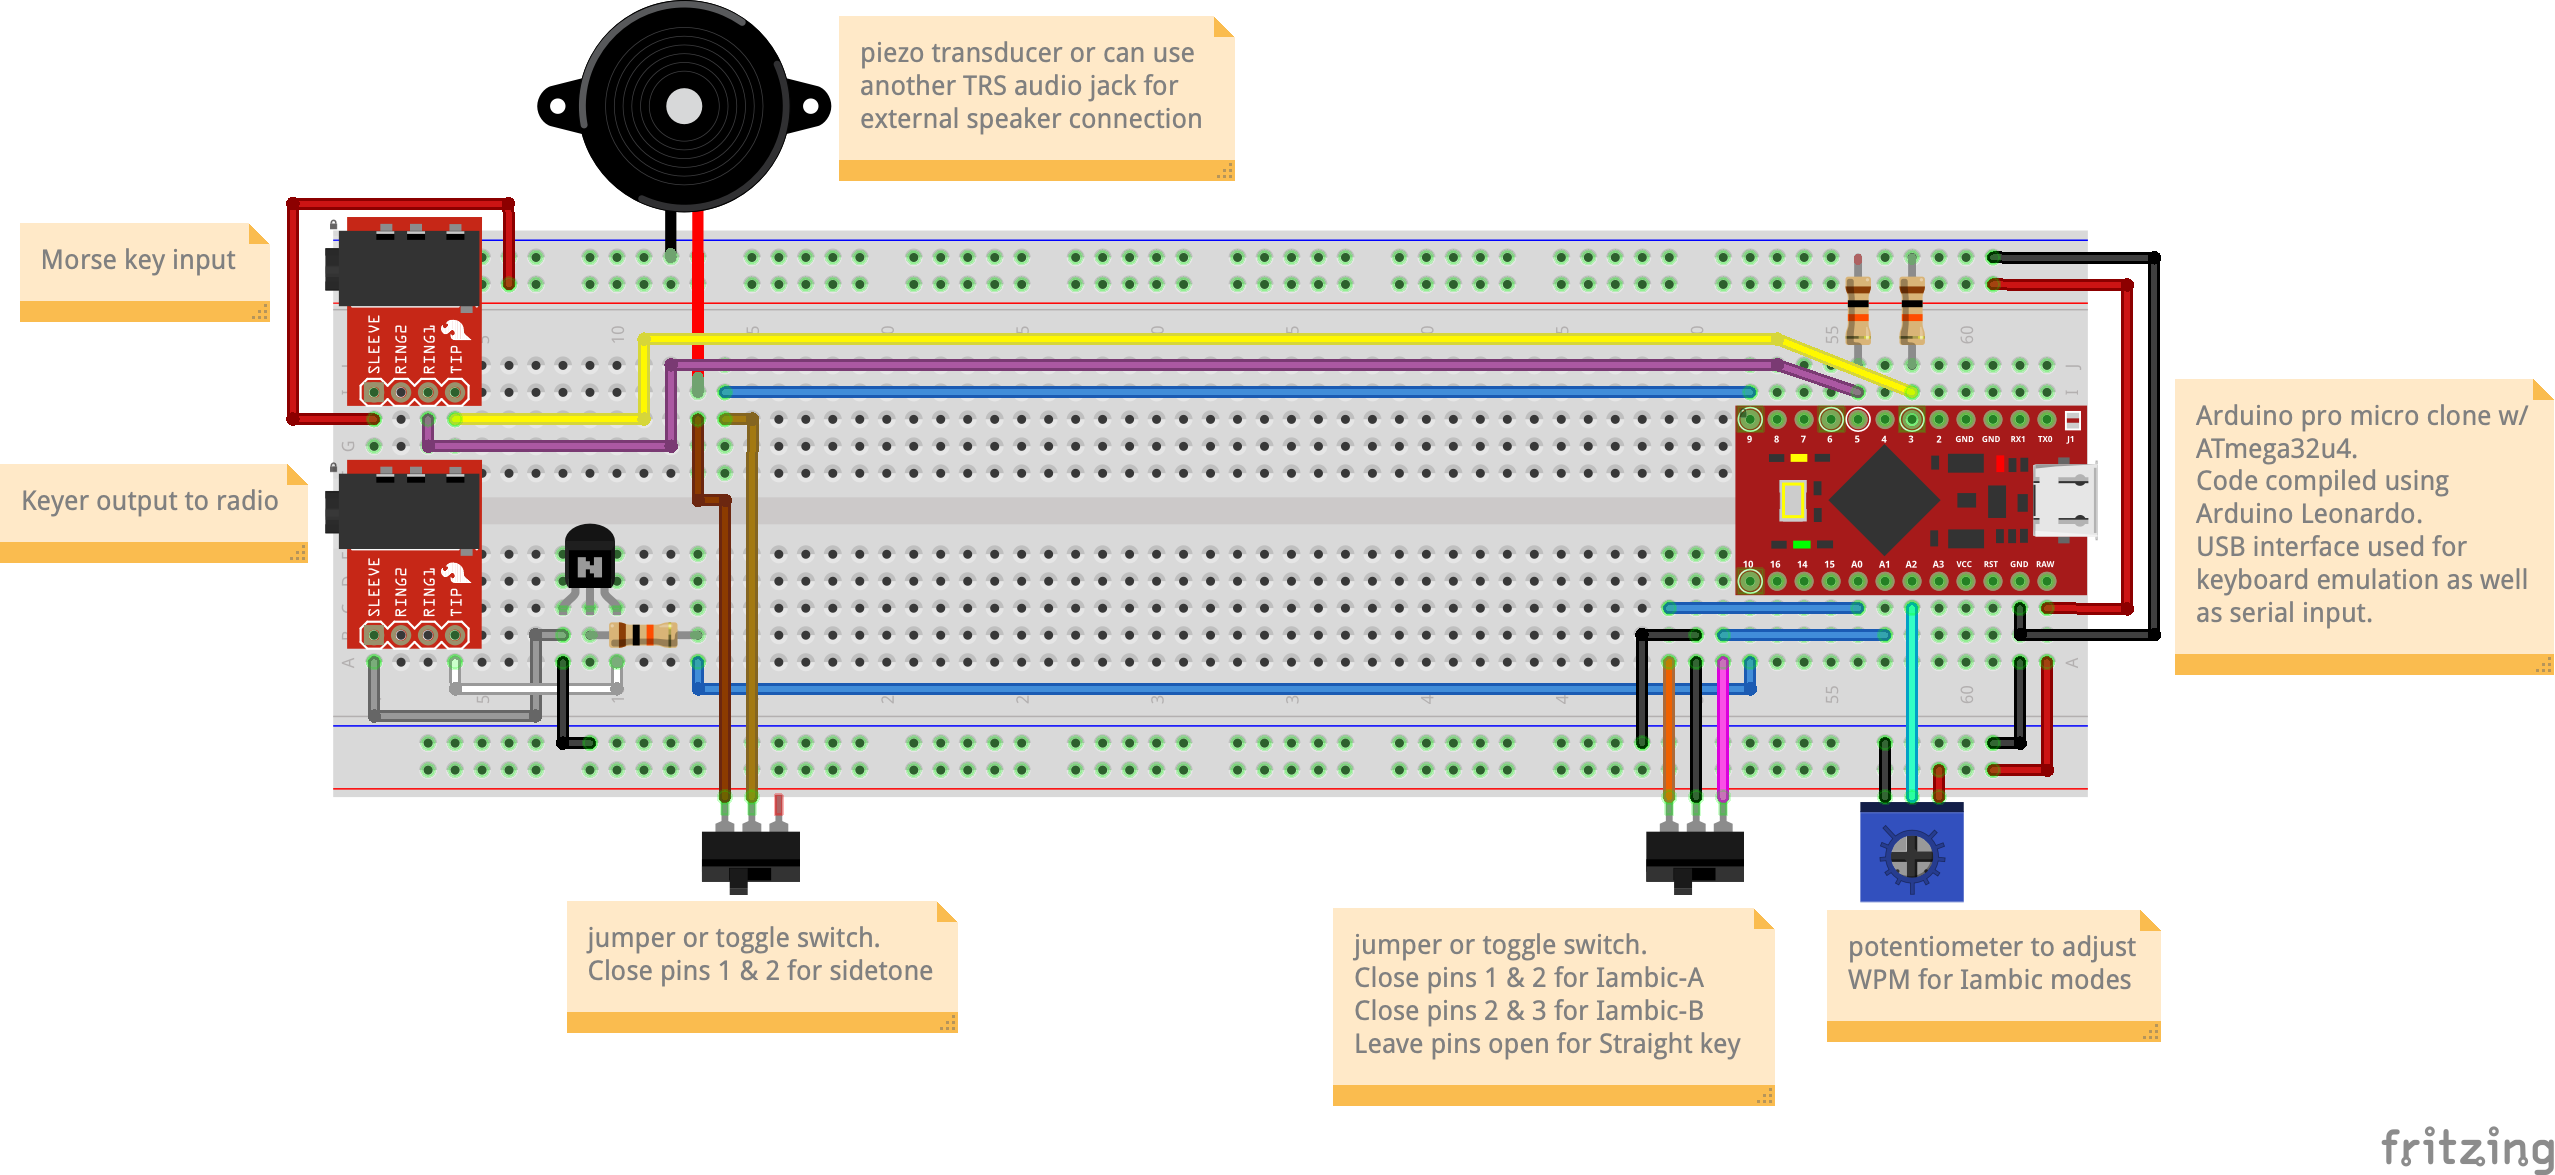 piezo transducer or can use
another TRS audio jack for
external speaker connection
Morse key input
Keyer output to radio
SLEEVE
RING2
RING1
TIP
SLEEVE
RING2
RING1
TIP
N
10
55
60
J
I
G
A
9 8 7 6 5 4 3 2 GND GND RX1 TX0 J1
10 16 14 15 A0 A1 A2 A3 VCC RST GND RAW
A
5
55
60
Arduino pro micro clone w/
ATmega32u4.
Code compiled using
Arduino Leonardo.
USB interface used for
keyboard emulation as well
as serial input.
jumper or toggle switch.
Close pins 1 & 2 for sidetone
jumper or toggle switch.
Close pins 1 & 2 for Iambic-A
Close pins 2 & 3 for Iambic-B
Leave pins open for Straight key
potentiometer to adjust
WPM for Iambic modes
fritzing